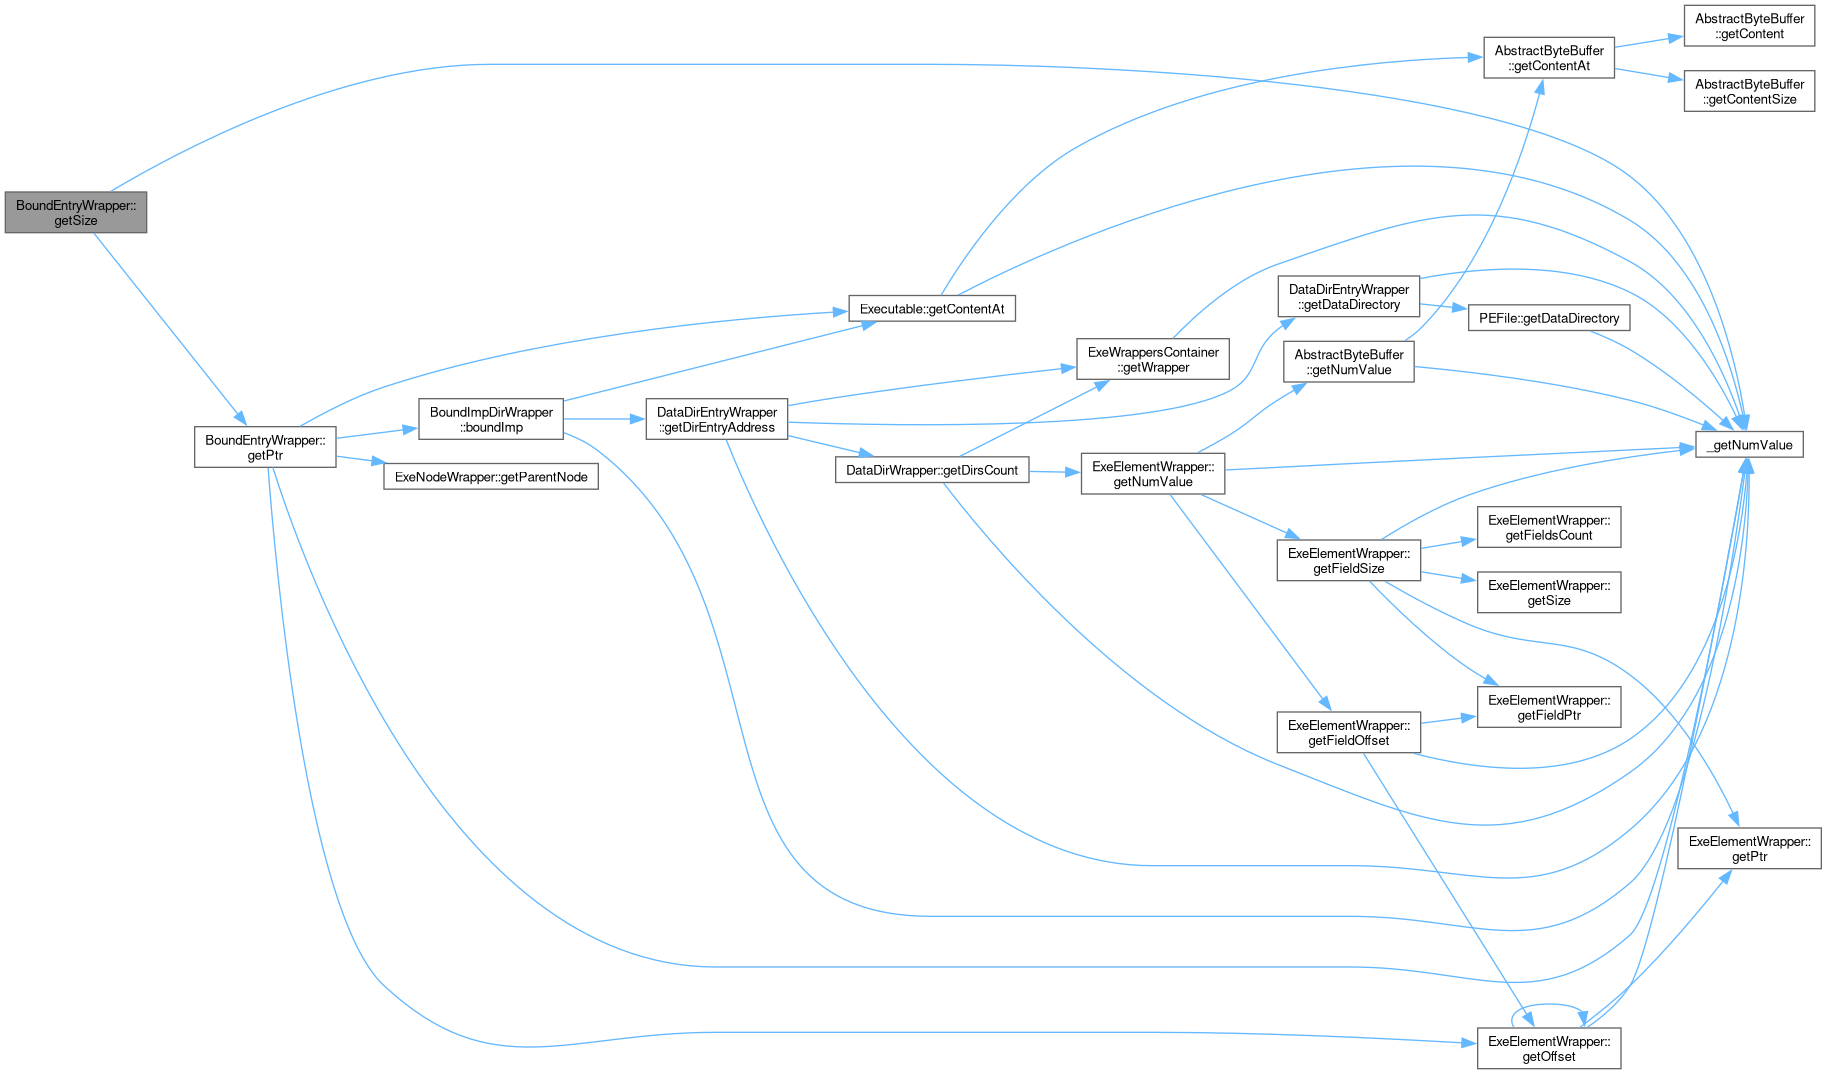 BoundEntryWrapper::
getSize
BoundEntryWrapper::
getPtr
BoundImpDirWrapper
::boundImp
ExeNodeWrapper::getParentNode
DataDirEntryWrapper
::getDirEntryAddress
Executable::getContentAt
DataDirWrapper::getDirsCount
ExeWrappersContainer
::getWrapper
ExeElementWrapper::
getNumValue
DataDirEntryWrapper
::getDataDirectory
AbstractByteBuffer
::getNumValue
ExeElementWrapper::
getFieldSize
ExeElementWrapper::
getFieldOffset
AbstractByteBuffer
::getContentAt
PEFile::getDataDirectory
ExeElementWrapper::
getFieldsCount
ExeElementWrapper::
getSize
ExeElementWrapper::
getFieldPtr
ExeElementWrapper::
getOffset
AbstractByteBuffer
::getContent
AbstractByteBuffer
::getContentSize
_getNumValue
ExeElementWrapper::
getPtr